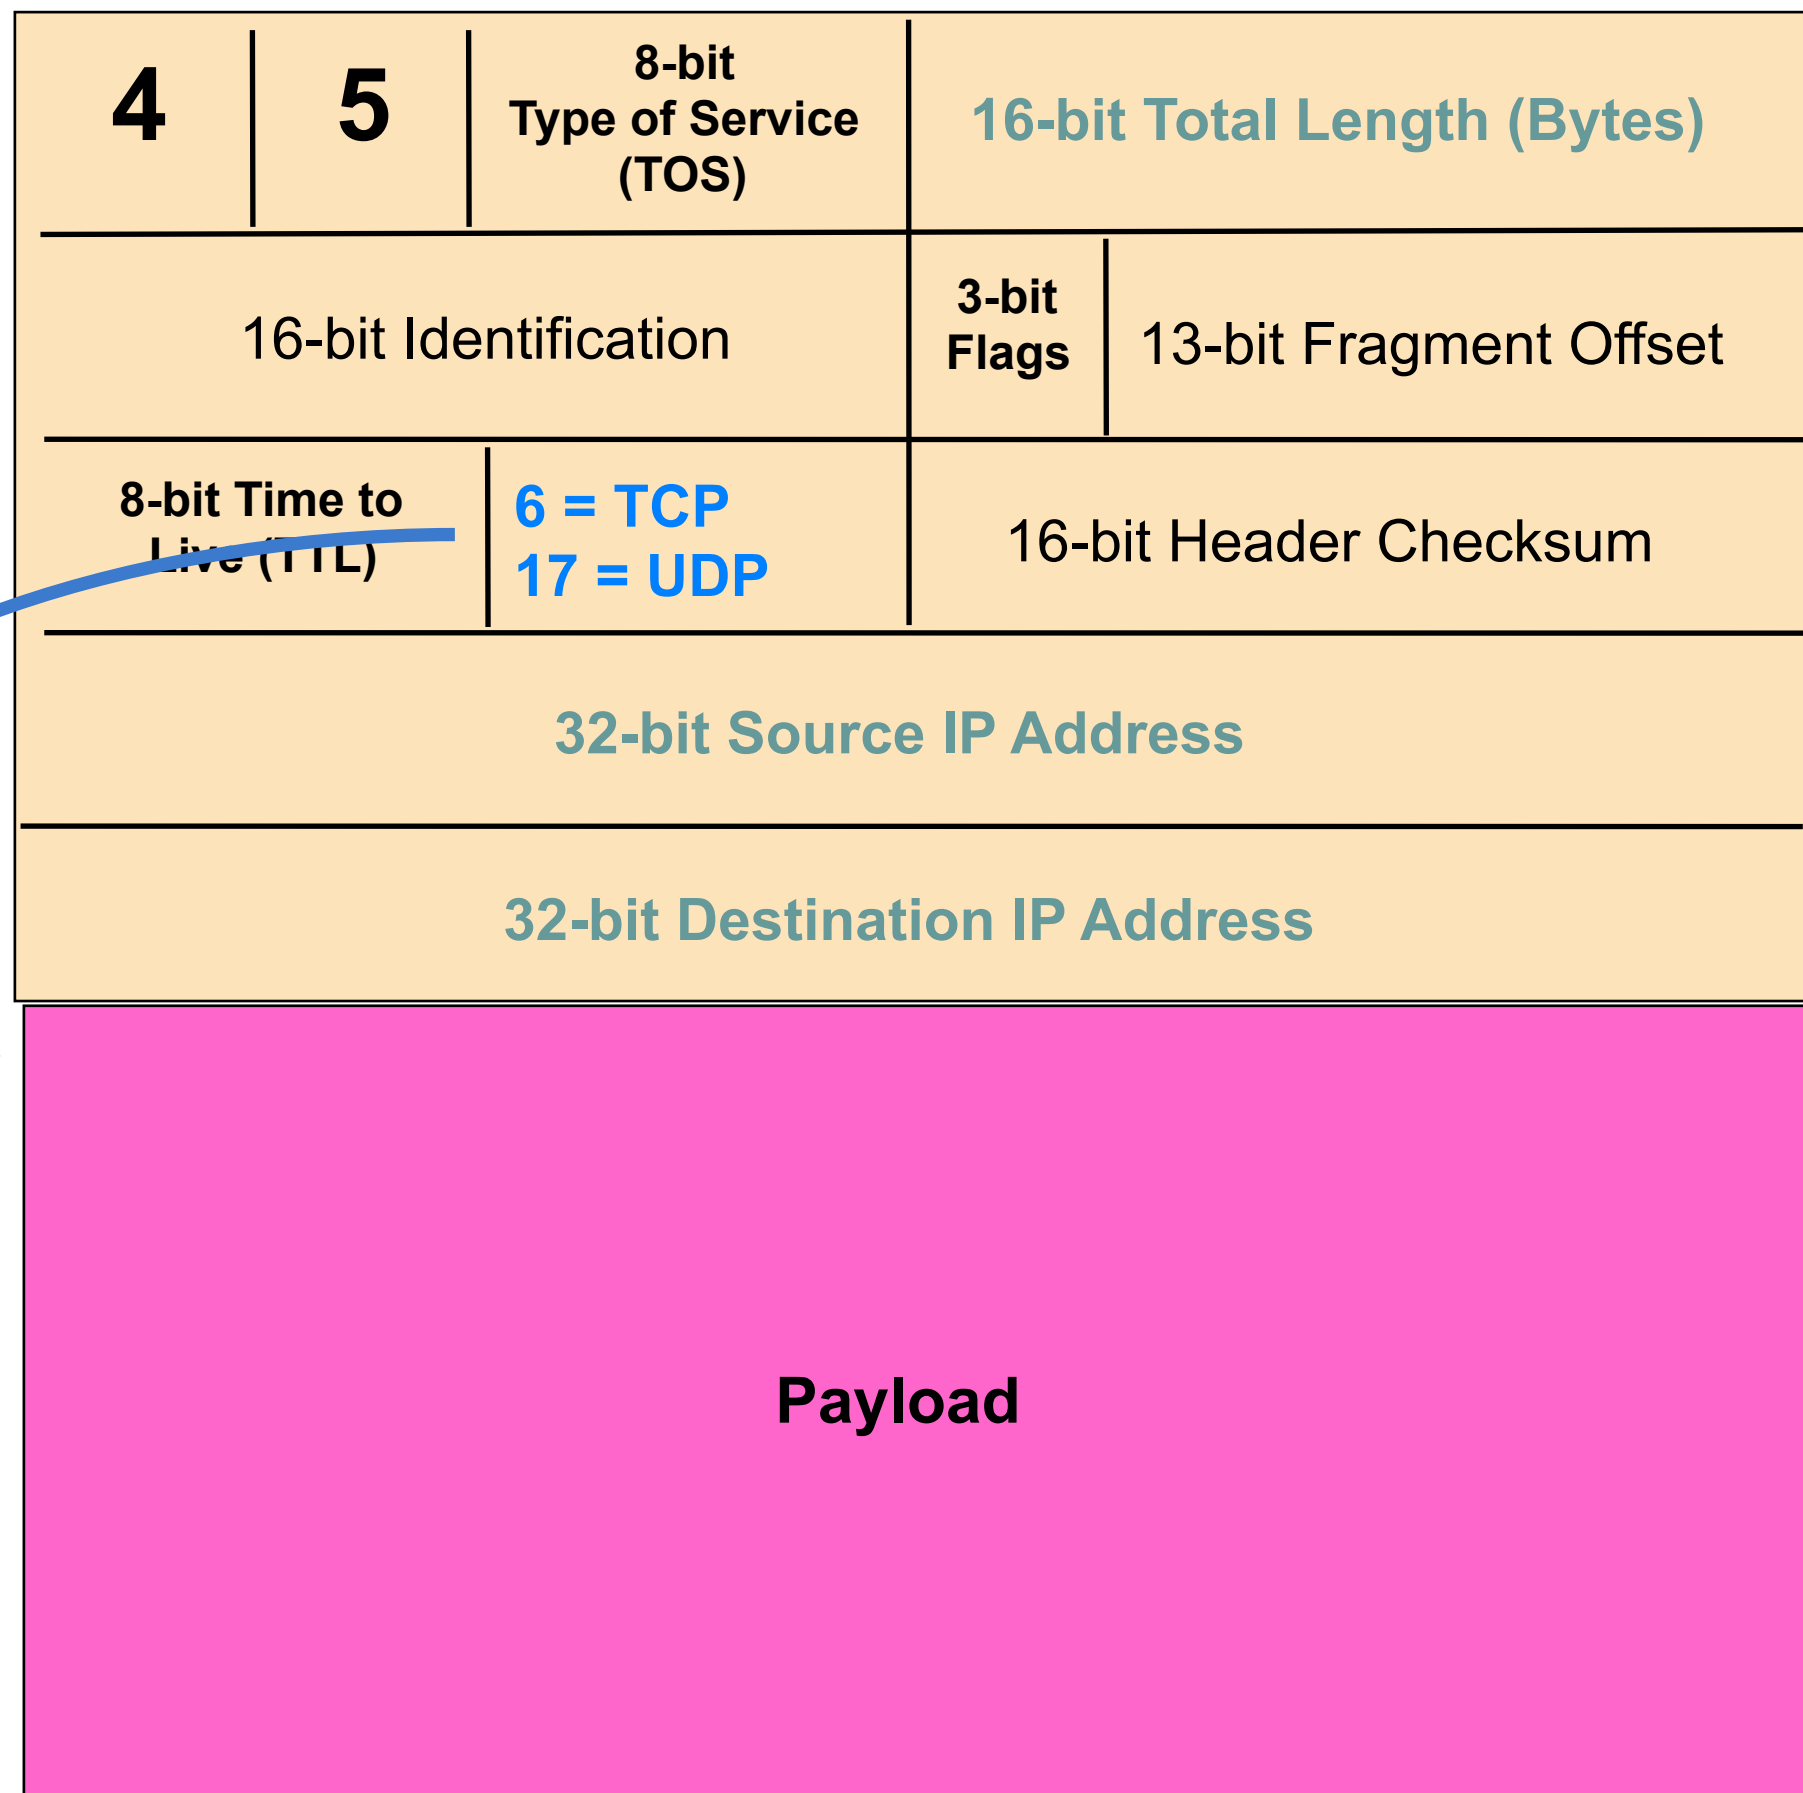 4
5
8-bit
Type of Service
(TOS)
16-bit Total Length (Bytes)
16-bit Identification
3-bit
Flags
13-bit Fragment Offset
8-bit Time to
Live (TTL)
6 = TCP
17 = UDP
16-bit Header Checksum
32-bit Source IP Address
32-bit Destination IP Address
Payload